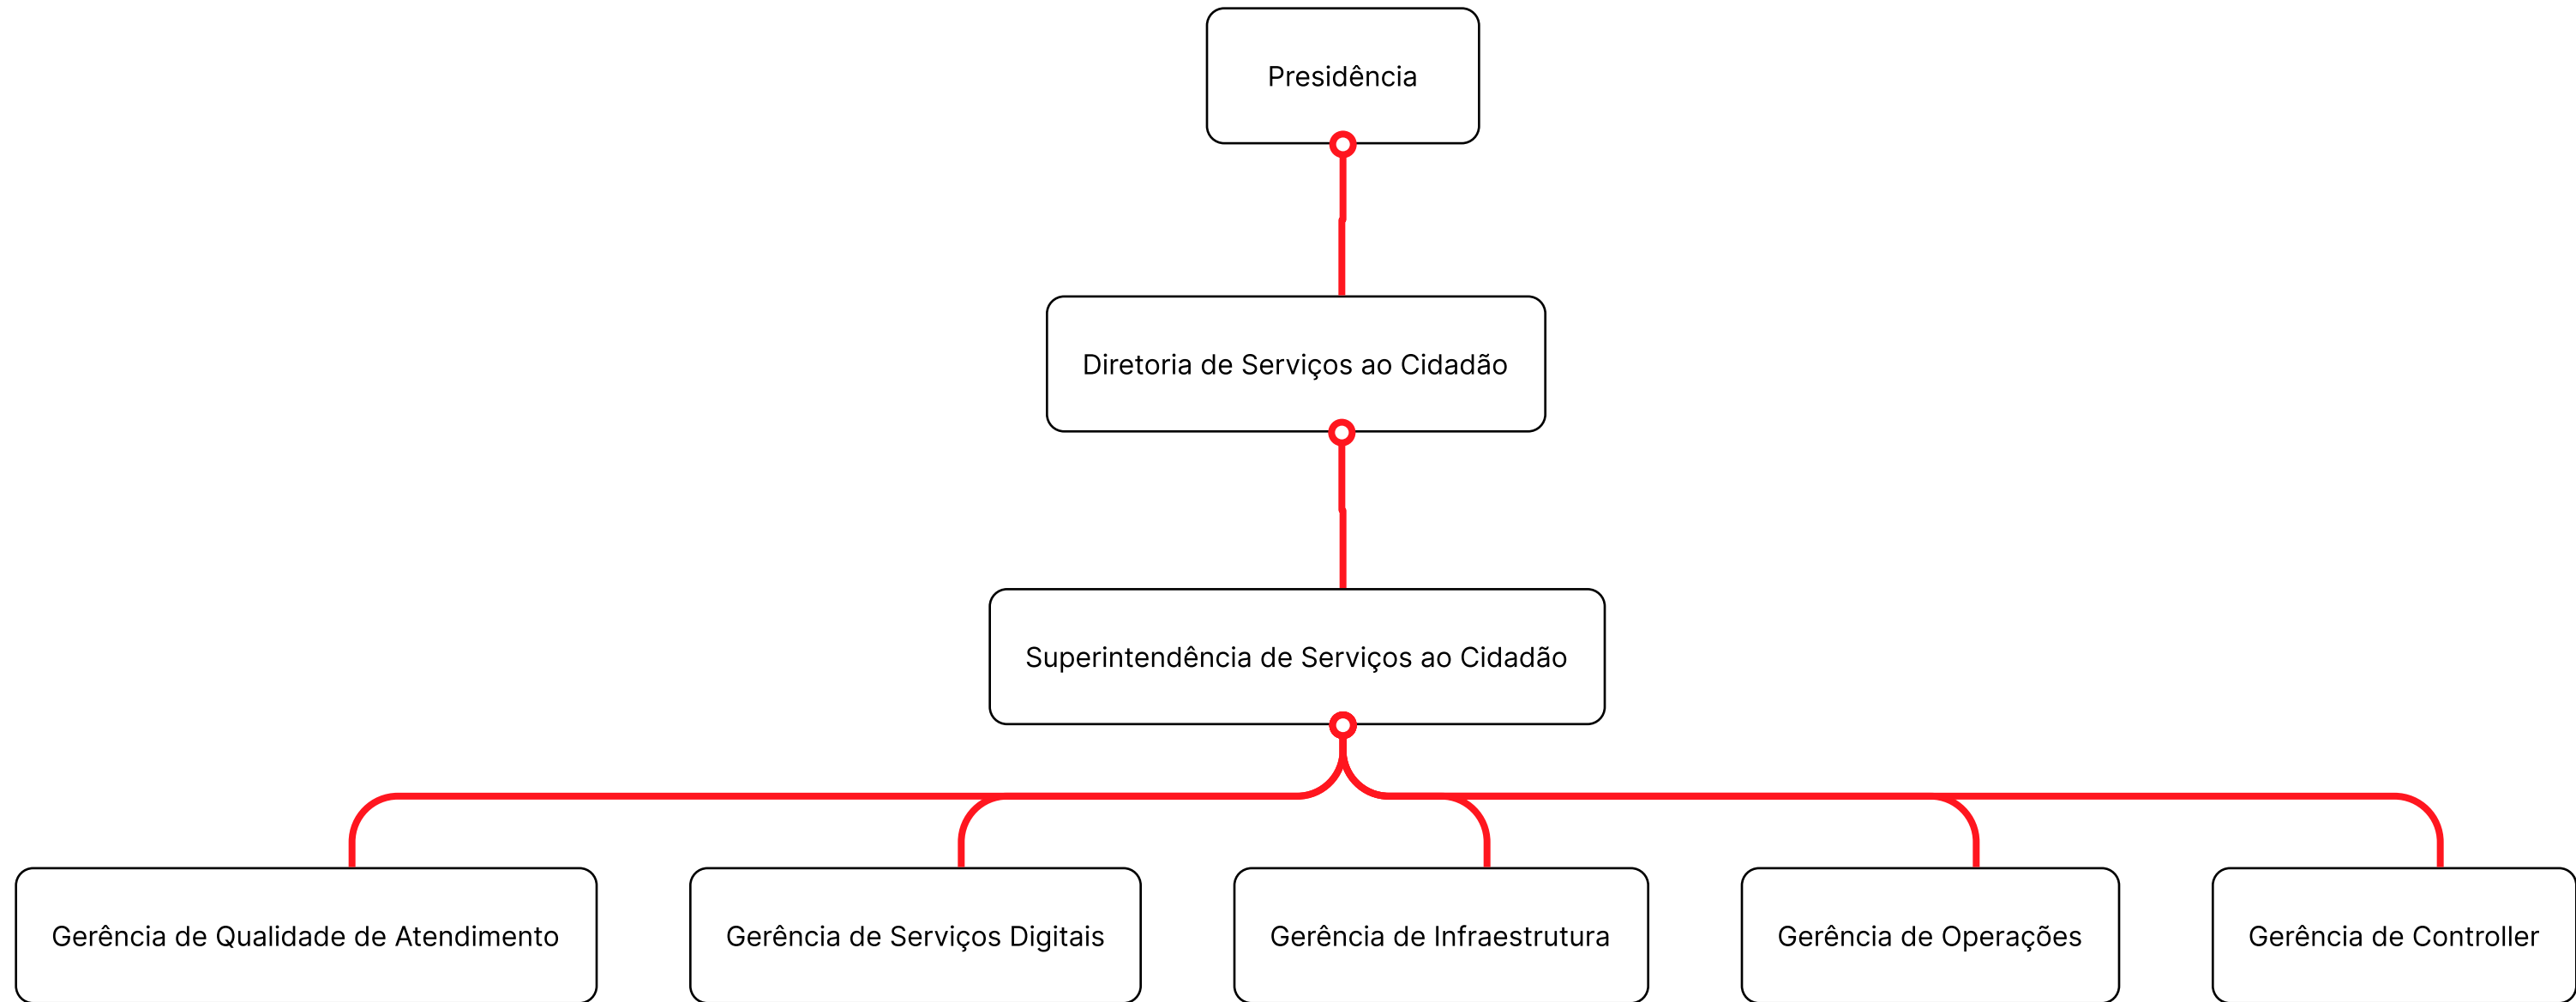 Presidência
Diretoria de Serviços ao Cidadão
Superintendência de Serviços ao Cidadão
Gerência de Qualidade de Atendimento
Gerência de Serviços Digitais
Gerência de Infraestrutura
Gerência de Operações
Gerência de Controller